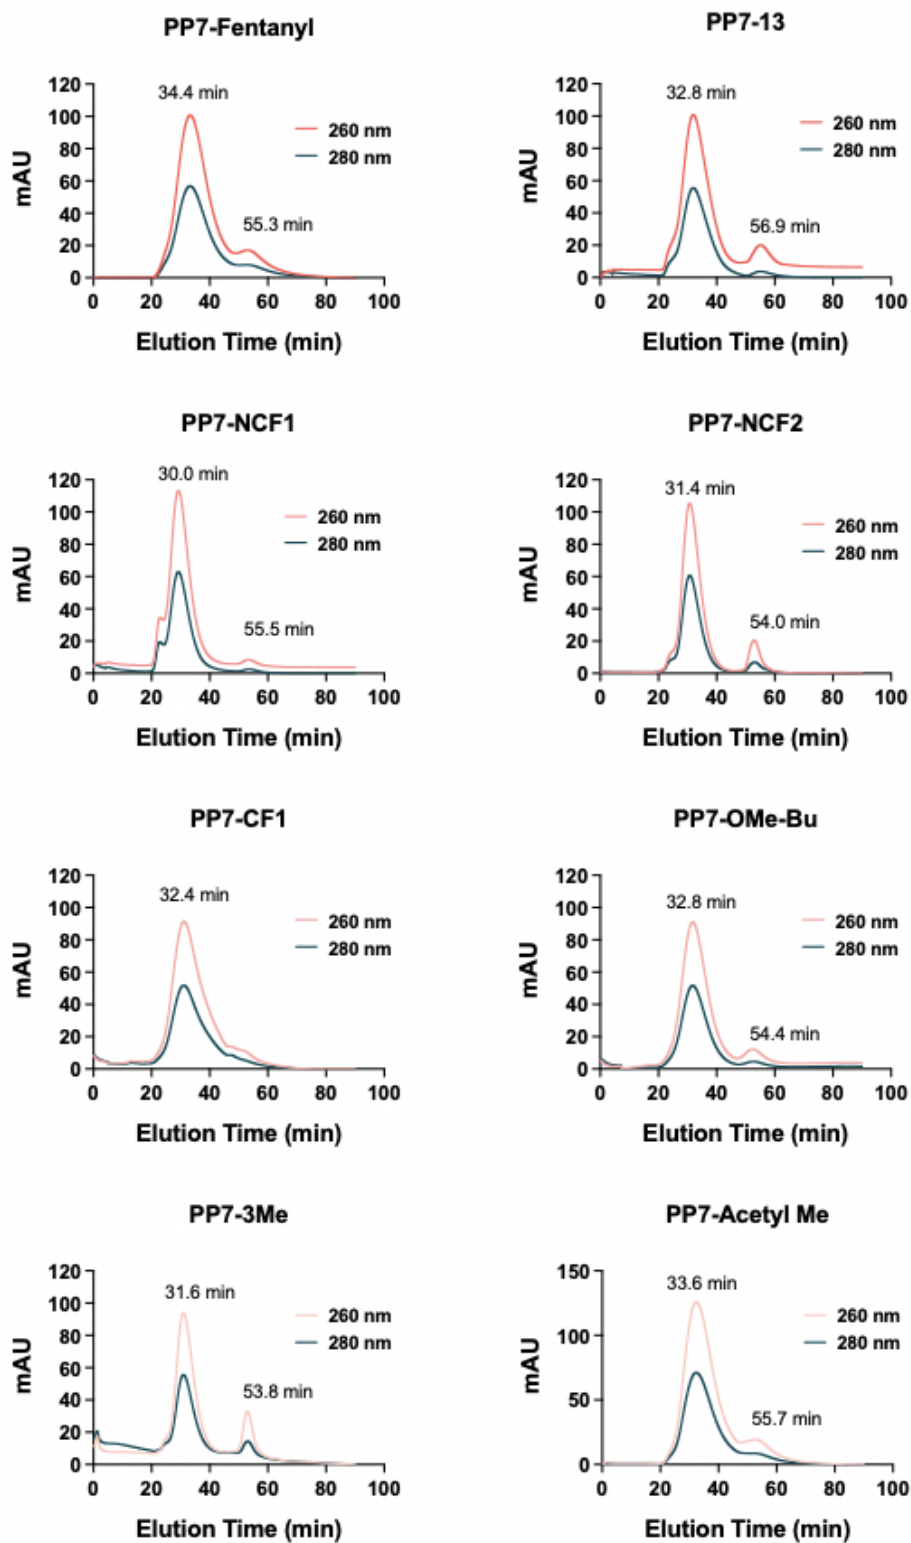 PP7-Fentanyl
34.4 min
260 nm
280 nm
55.3 min
mAU
120
100
80
60
40
20
0
0 20 40 60 80 100
Elution Time (min)
PP7-13
32.8 min
260 nm
280 nm
56.9 min
mAU
120
100
80
60
40
20
0
0 20 40 60 80 100
Elution Time (min)
PP7-NCF1
30.0 min
260 nm
280 nm
55.5 min
mAU
120
100
80
60
40
20
0
0 20 40 60 80 100
Elution Time (min)
PP7-NCF2
31.4 min
260 nm
280 nm
54.0 min
mAU
120
100
80
60
40
20
0
0 20 40 60 80 100
Elution Time (min)
PP7-CF1
32.4 min
260 nm
280 nm
mAU
120
100
80
60
40
20
0
0 20 40 60 80 100
Elution Time (min)
PP7-OMe-Bu
32.8 min
260 nm
280 nm
54.4 min
mAU
120
100
80
60
40
20
0
0 20 40 60 80 100
Elution Time (min)
PP7-3Me
31.6 min
260 nm
280 nm
53.8 min
mAU
120
100
80
60
40
20
0
0 20 40 60 80 100
Elution Time (min)
PP7-Acetyl Me
33.6 min
260 nm
280 nm
55.7 min
mAU
150
100
50
0
0 20 40 60 80 100
Elution Time (min)